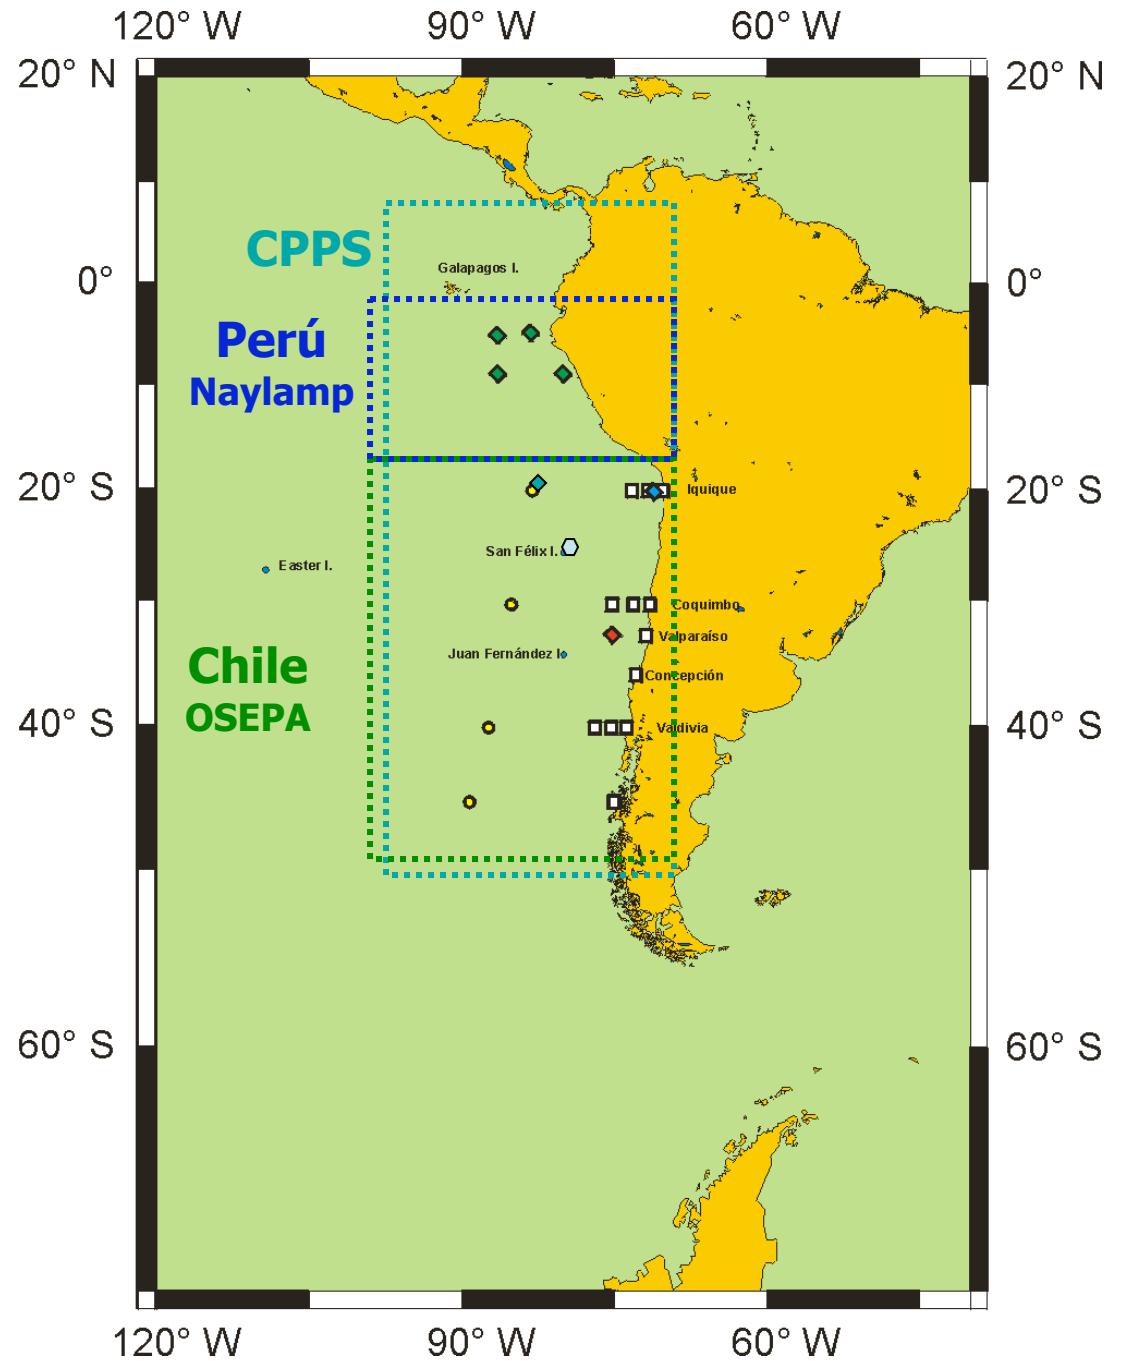 120° W 90° W 60° W
20° N 20° N
CPPS
Galapagos I.
0° 0°
Perú
Naylamp
20° S Iquique 20° S
San Félix I.
Easter I.
Coquimbo
Valparaíso
Juan Fernández I.
Chile
Concepción
OSEPA
40° S Valdivia 40° S
60° S 60° S
120° W 90° W 60° W